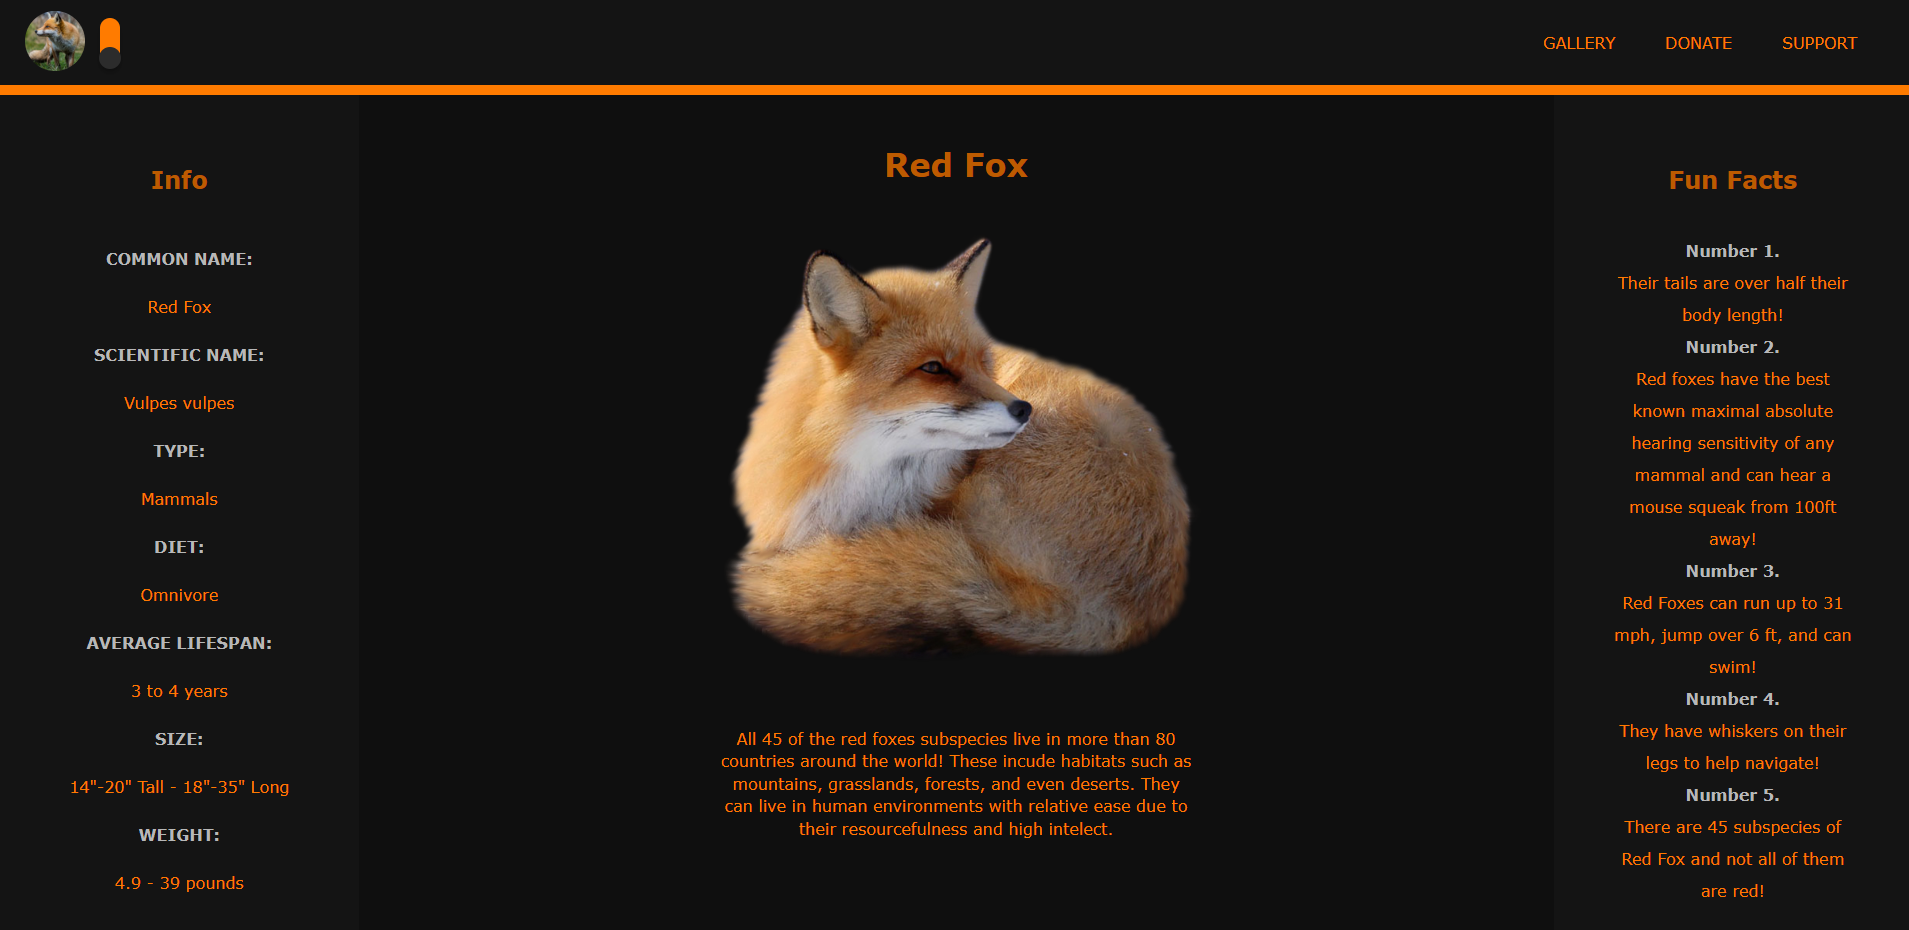 GALLERY DONATE SUPPORT
Info
COMMON NAME:
Red Fox
SCIENTIFIC NAME:
Vulpes vulpes
TYPE:
Mammals
DIET:
Omnivore
AVERAGE LIFESPAN:
3 to 4 years
SIZE:
14"-20" Tall - 18"-35" Long
WEIGHT:
4.9 - 39 pounds
Red Fox
All 45 of the red foxes subspecies live in more than 80
countries around the world! These incude habitats such as
mountains, grasslands, forests, and even deserts. They
can live in human environments with relative ease due to
their resourcefulness and high intelect.
Fun Facts
Number 1.
Their tails are over half their
body length!
Number 2.
Red foxes have the best
known maximal absolute
hearing sensitivity of any
mammal and can hear a
mouse squeak from 100ft
away!
Number 3.
Red Foxes can run up to 31
mph, jump over 6 ft, and can
swim!
Number 4.
They have whiskers on their
legs to help navigate!
Number 5.
There are 45 subspecies of
Red Fox and not all of them
are red!